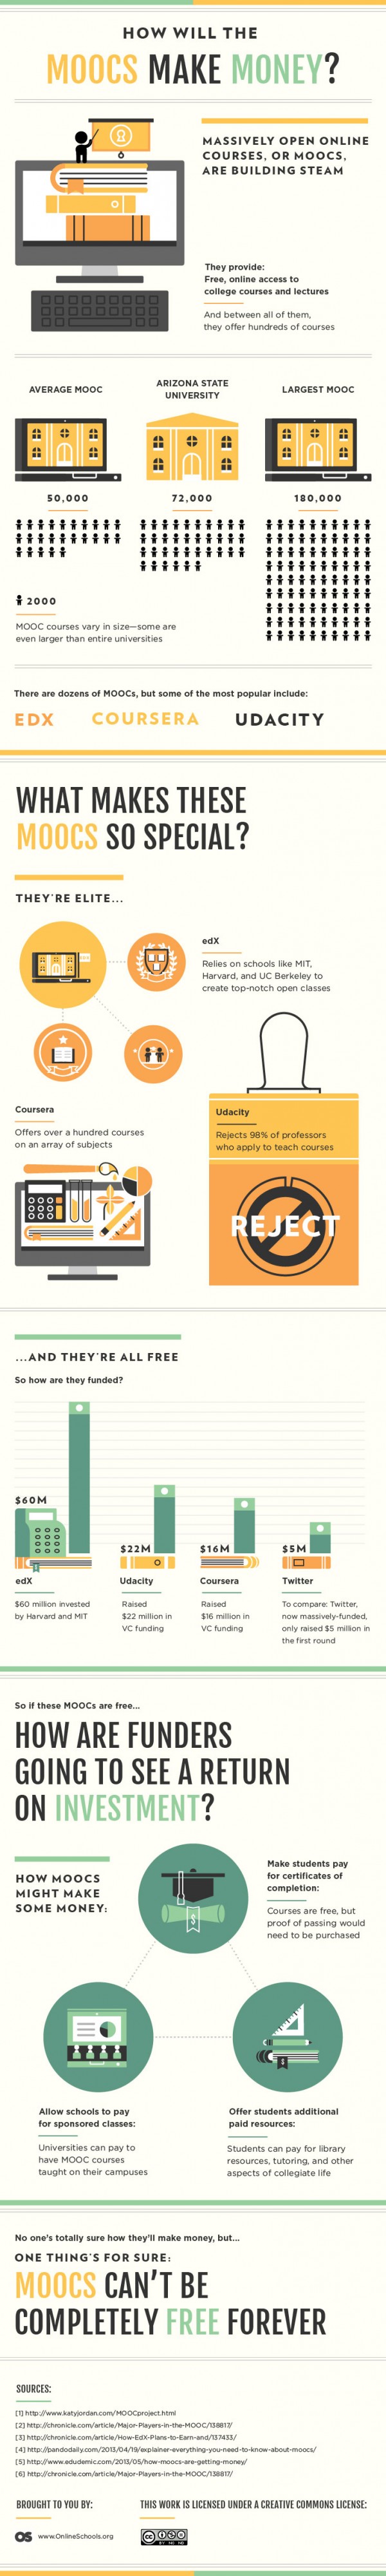 HOW WILL THE
MOOCS MAKE MONEY?
MASSIVELY OPEN ONLINE
COURSES, OR MOOCS,
ARE BUILDING STEAM
They provide:
Free, online access to
college courses and lectures
And between all of them,
they offer hundreds of courses
AVERAGE MOOC
ARIZONA STATE
UNIVERSITY
LARGEST MOOC
50,000
72,000
180,000
2000
MOOC courses vary in size—some are
even larger than entire universities
There are dozens of MOOCs, but some of the most popular include:
EDX
COURSERA
UDACITY
WHAT MAKES THESE
MOOCS SO SPECIAL?
THEY'RE ELITE...
edX
Relies on schools like MIT,
Harvard, and UC Berkeley to
create top-notch open classes
Coursera
Offers over a hundred courses
on an array of subjects
Udacity
Rejects 98% of professors
who apply to teach courses
REJECT
...AND THEY'RE ALL FREE
So how are they funded?
$60M
$22M
$16M
$5M
edX
$60 million invested
by Harvard and MIT
Udacity
Raised
$22 million in
VC funding
Coursera
Raised
$16 million in
VC funding
Twitter
To compare: Twitter,
now massively-funded,
only raised $5 million in
the first round
So if these MOOCs are free...
HOW ARE FUNDERS
GOING TO SEE A RETURN
ON INVESTMENT?
HOW MOOCS
MIGHT MAKE
SOME MONEY:
$
Make students pay
for certificates of
completion:
Courses are free, but
proof of passing would
need to be purchased
Allow schools to pay
for sponsored classes:
Universities can pay to
have MOOC courses
taught on their campuses
Offer students additional
paid resources:
Students can pay for library
resources, tutoring, and other
aspects of collegiate life
No one's totally sure how they'll make money, but...
ONE THING'S FOR SURE:
MOOCS CAN'T BE
COMPLETELY FREE FOREVER
SOURCES:
[1] http://www.katyjordan.com/MOOCproject.html
[2] http://chronicle.com/article/Major-Players-in-the-MOOC/138817/
[3] http://chronicle.com/article/How-EdX-Plans-to-Earn-and/137433/
[4] http://pandodaily.com/2013/04/19/explainer-everything-you-need-to-know-about-moocs/
[5] http://www.edudemic.com/2013/05/how-moocs-are-getting-money/
[6] http://chronicle.com/article/Major-Players-in-the-MOOC/138817/
BROUGHT TO YOU BY:
OS www.OnlineSchools.org
THIS WORK IS LICENSED UNDER A CREATIVE COMMONS LICENSE: